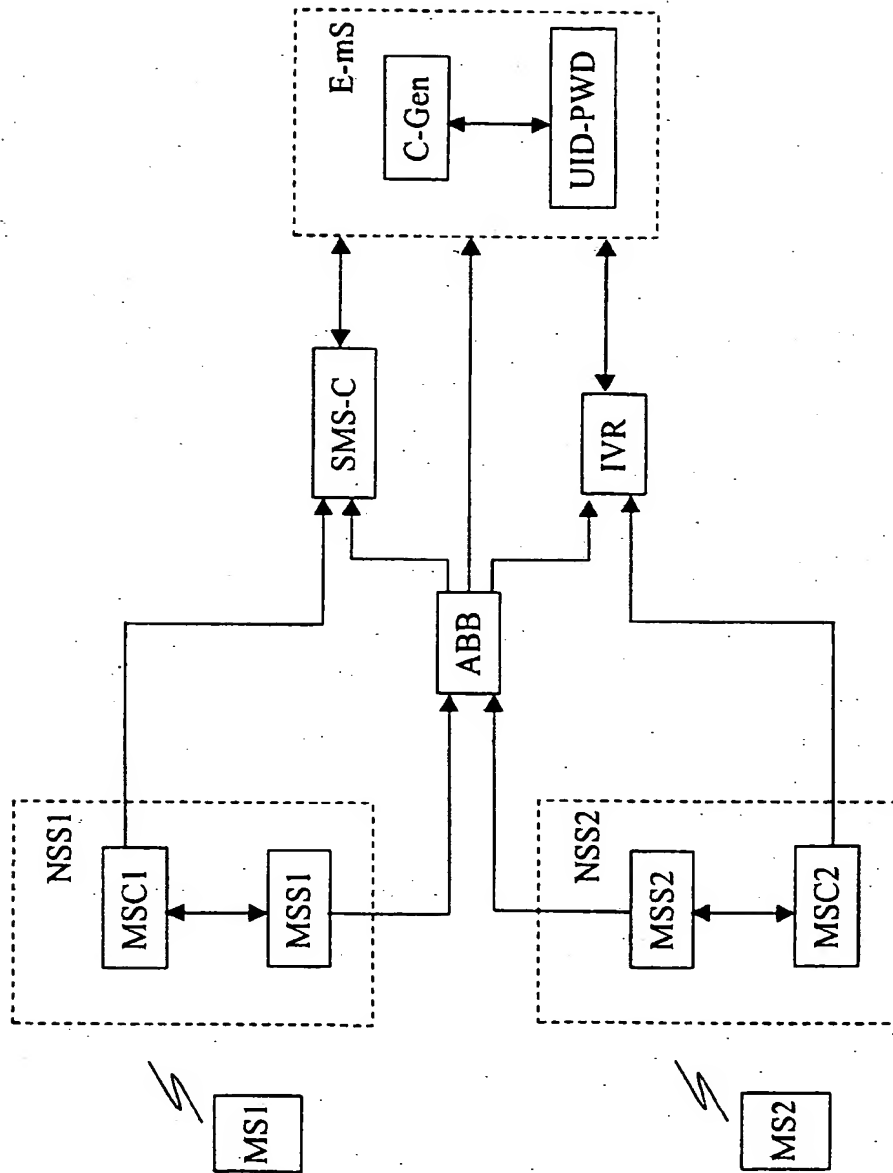 MS1
NSS1
MSC1
MSS1
MS2
NSS2
MSS2
MSC2
ABB
SMS-C
IVR
E-mS
C-Gen
UID-PWD